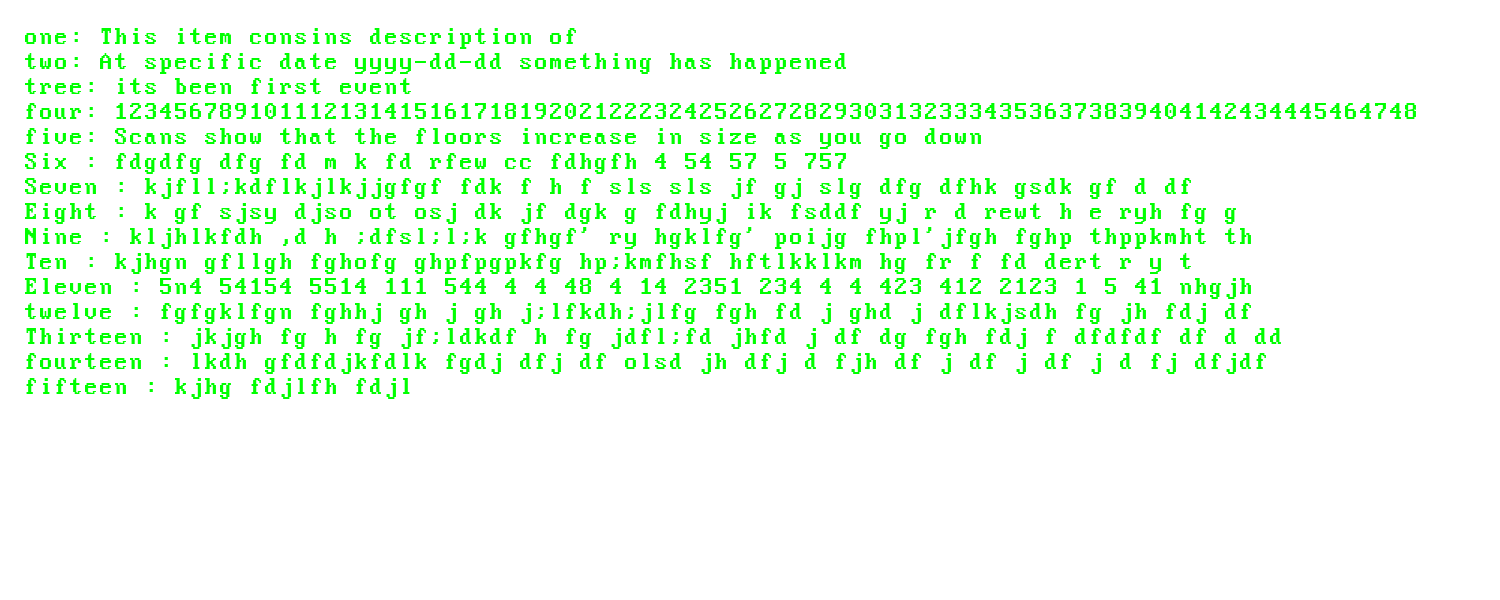 one: This item consins description of
two: At specific date yyyy-dd-dd something has happened
tree: its been first event
four: 123456789101112131415161718192021222324252627282930313233343536373839404142434445464748
five: Scans show that the floors increase in size as you go down
Six : fdgdfg dfg fd m k fd rfew cc fdhgfh 4 54 57 5 757
Seven : kjfll;kdflkjlkjjgfgf fdk f h f sls sls jf gj slg dfg dfhk gsdk gf d df
Eight : k gf sjsy djso ot osj dk jf dgk g fdhyj ik fsddf yj r d rewt h e ryh fg g
Nine : kljhlkfdh ,d h ;dfsl;l;k gfhgf' ry hgklfg' poijg fhpl'jfgh fghp thppkmht th
Ten : kjhgn gfllgh fghofg ghpfpgpkfg hp;kmfhsf hftlkklkm hg fr f fd dert r y t
Eleven : 5n4 54154 5514 111 544 4 4 48 4 14 2351 234 4 4 423 412 2123 1 5 41 nhgjh
twelve : fgfgklfgn fghhj gh j gh j;lfkdh;jlfg fgh fd j ghd j dflkjsdh fg jh fdj df
Thirteen : jkjgh fg h fg jf;ldkdf h fg jdfl;fd jhfd j df dg fgh fdj f dfdfdf df d dd
fourteen : lkdh gfdfdjkfdlk fgdj dfj df olsd jh dfj d fjh df j df j df j d fj dfjdf
fifteen : kjhg fdjlfh fdjl